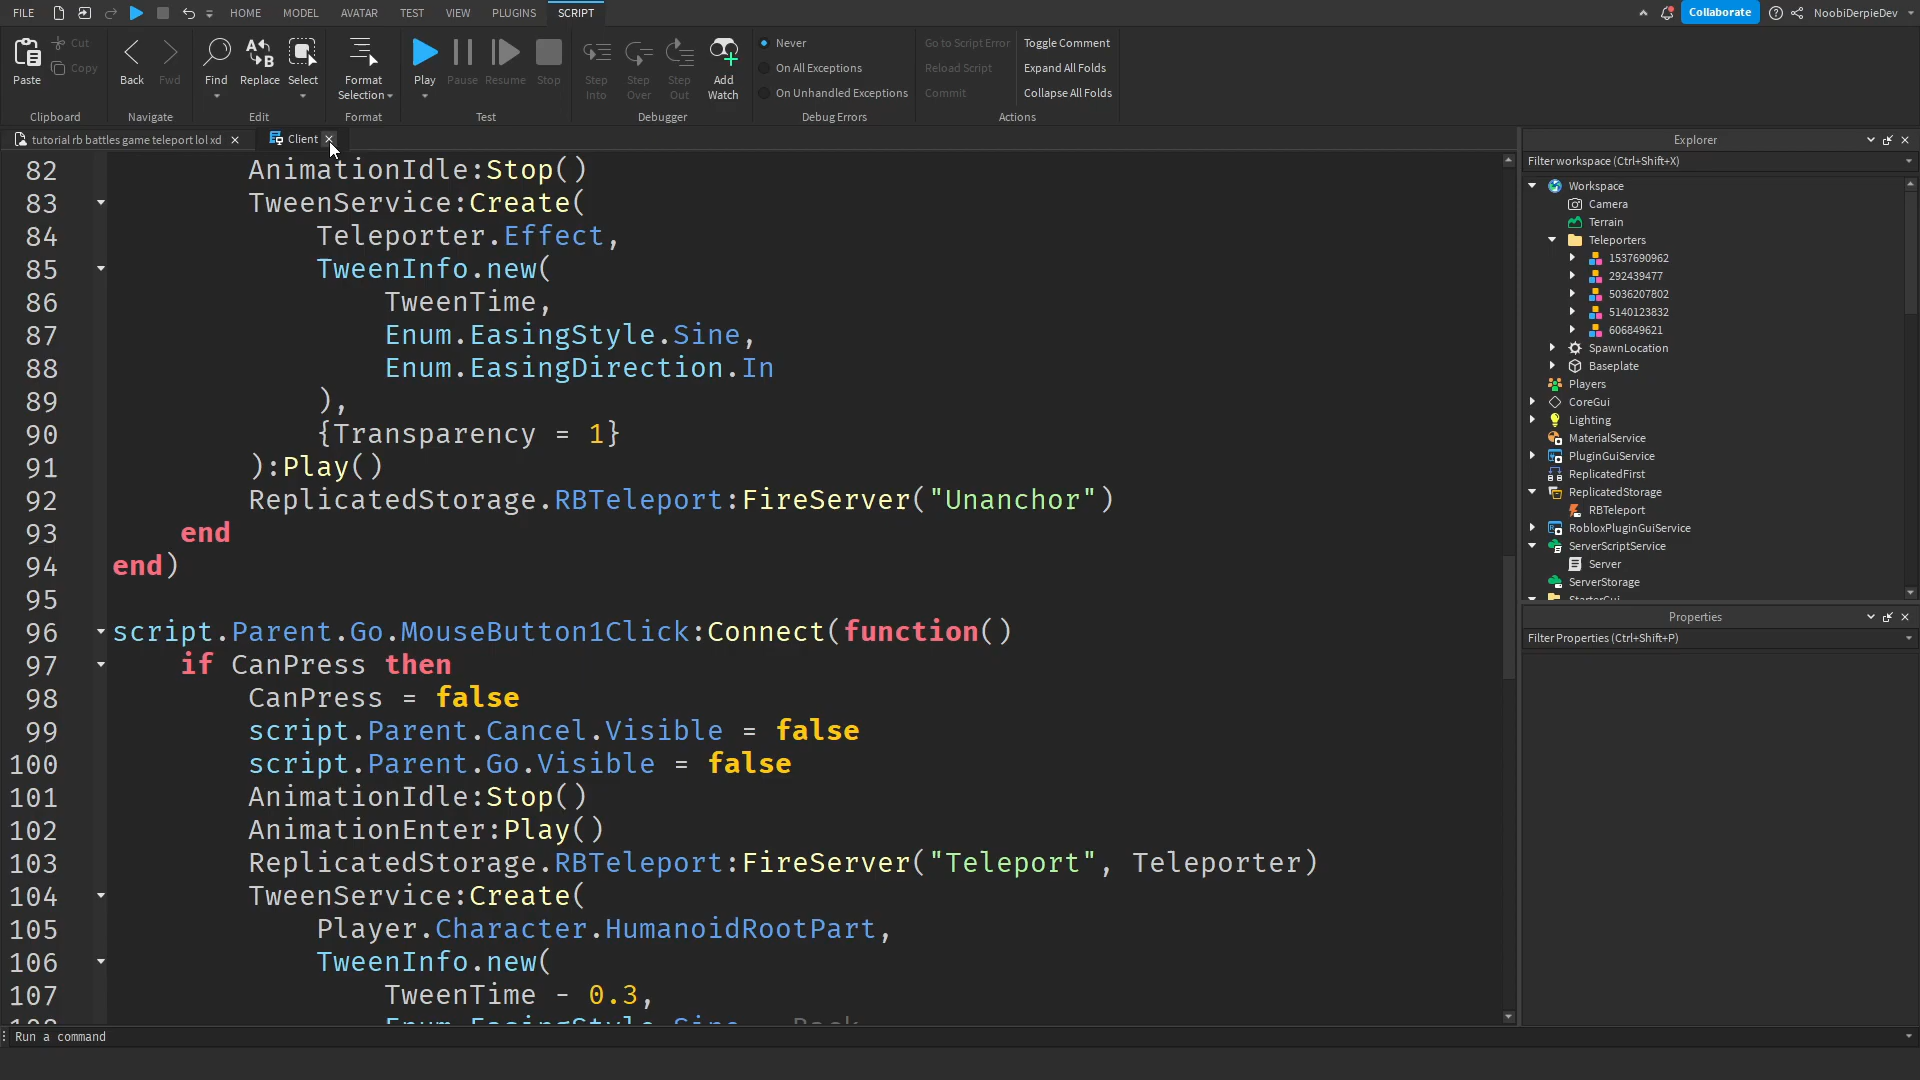 FILE HOME MODEL AVATAR TEST VIEW PLUGINS SCRIPT Collaborate NoobiDerpieDev
Paste Cut Copy Clipboard
Back Fwd Navigate
Find Replace Select Edit
Format Selection Format
Play Pause Resume Stop Test
Step Into Step Over Step Out Add Watch Debugger
Never
On All Exceptions
On Unhandled Exceptions
Debug Errors
Go to Script Error Toggle Comment
Reload Script Expand All Folds
Commit Collapse All Folds
Actions
tutorial rb battles game teleport lol xd Client
82 AnimationIdle:Stop()
83 TweenService:Create(
84 Teleporter.Effect,
85 TweenInfo.new(
86 TweenTime,
87 Enum.EasingStyle.Sine,
88 Enum.EasingDirection.In
89 ),
90 {Transparency = 1}
91 ):Play()
92 ReplicatedStorage.RBTeleport:FireServer("Unanchor")
93 end
94 end)
95
96 script.Parent.Go.MouseButton1Click:Connect(function()
97 if CanPress then
98 CanPress = false
99 script.Parent.Cancel.Visible = false
100 script.Parent.Go.Visible = false
101 AnimationIdle:Stop()
102 AnimationEnter:Play()
103 ReplicatedStorage.RBTeleport:FireServer("Teleport", Teleporter)
104 TweenService:Create(
105 Player.Character.HumanoidRootPart,
106 TweenInfo.new(
107 TweenTime - 0.3,
108 Enum.EasingStyle.Sine, Back
Run a command
Explorer
Filter workspace (Ctrl+Shift+X)
Workspace
Camera
Terrain
Teleporters
1537690962
292439477
5036207802
5140123832
606849621
SpawnLocation
Baseplate
Players
CoreGui
Lighting
MaterialService
PluginGuiService
ReplicatedFirst
ReplicatedStorage
RBTeleport
RobloxPluginGuiService
ServerScriptService
Server
ServerStorage
StarterGui
Properties
Filter Properties (Ctrl+Shift+P)